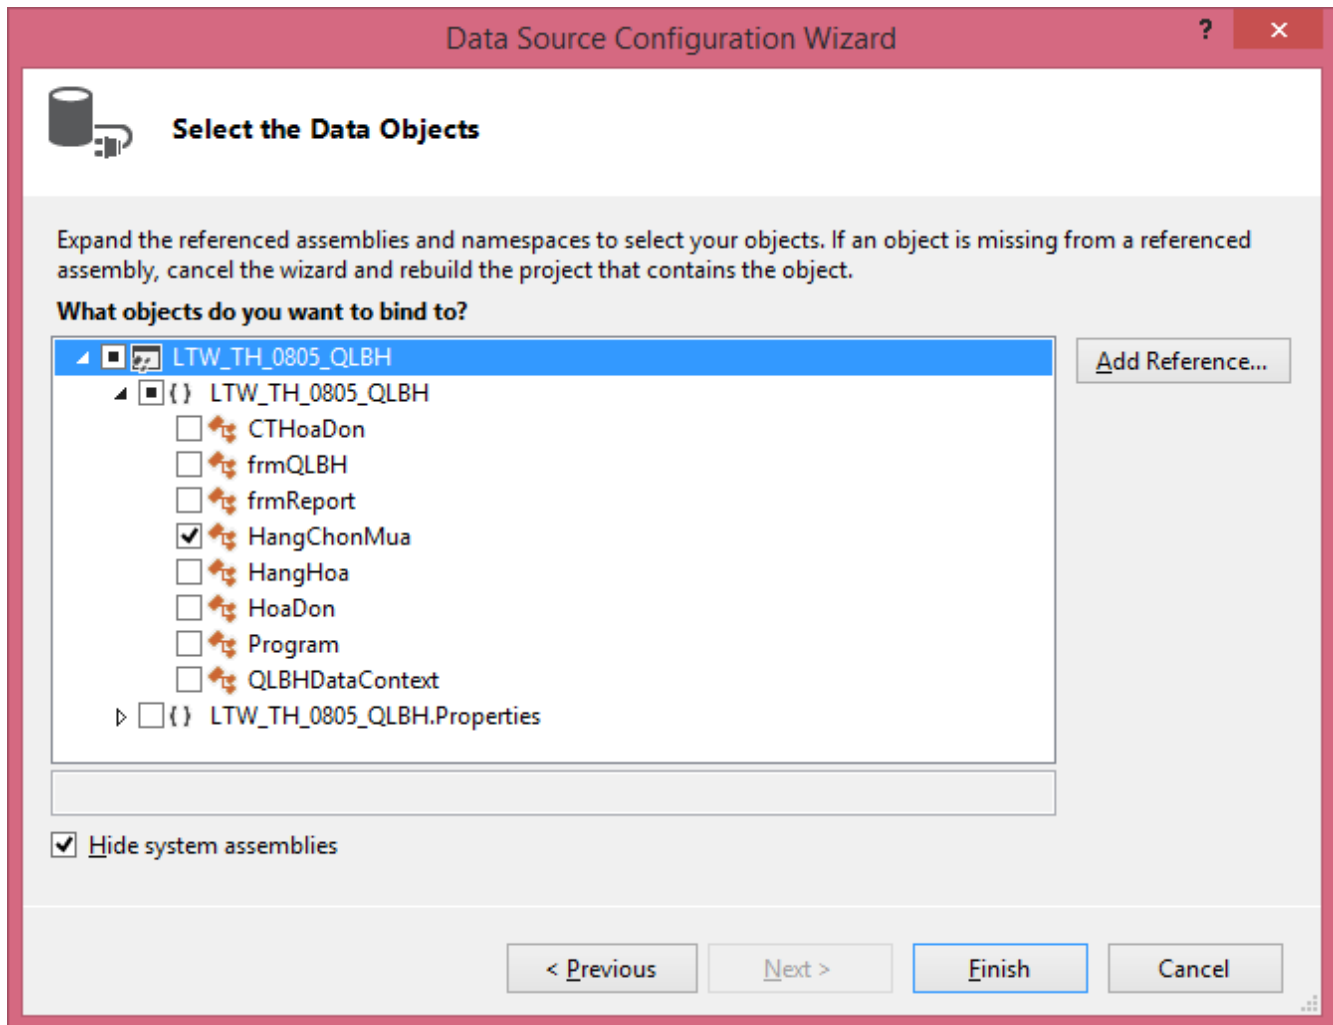 Data Source Configuration Wizard
?
Select the Data Objects
Expand the referenced assemblies and namespaces to select your objects. If an object is missing from a referenced
assembly, cancel the wizard and rebuild the project that contains the object.
What objects do you want to bind to?
LTW_TH_0805_QLBH
Add Reference...
{ } LTW_TH_0805_QLBH
CTHoaDon
frmQLBH
frmReport
HangChonMua
HangHoa
HoaDon
Program
QLBHDataContext
{ } LTW_TH_0805_QLBH.Properties
Hide system assemblies
< Previous
Next >
Finish
Cancel